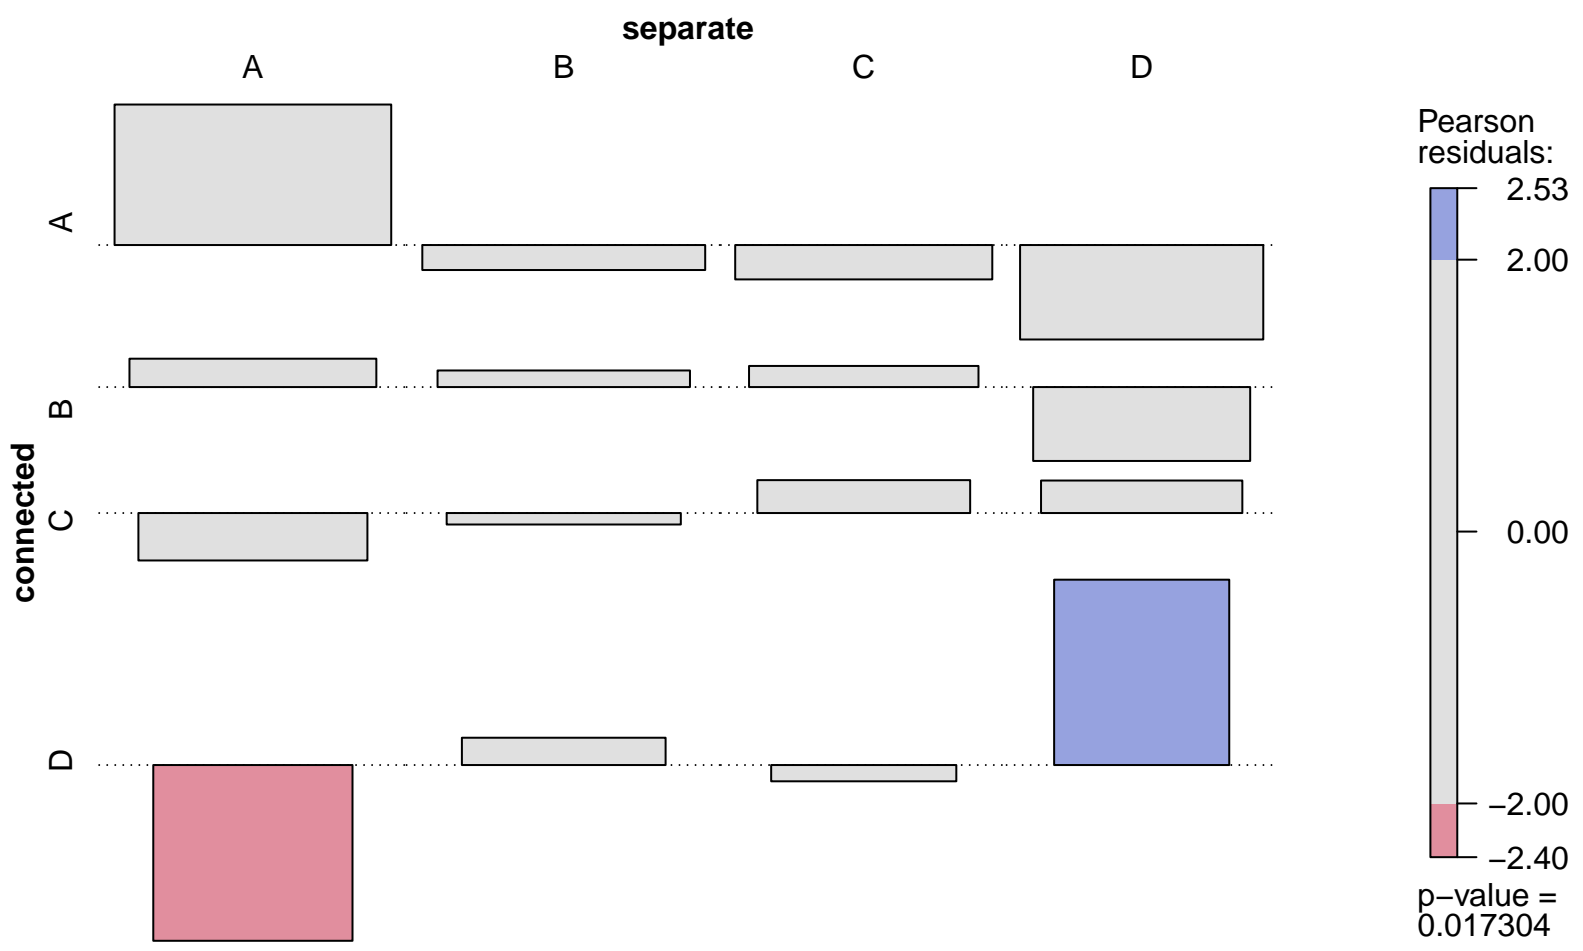 separate
A B C D
connected
A
B
C
D
Pearson
residuals:
2.53
2.00
0.00
−2.00
−2.40
p−value =
0.017304